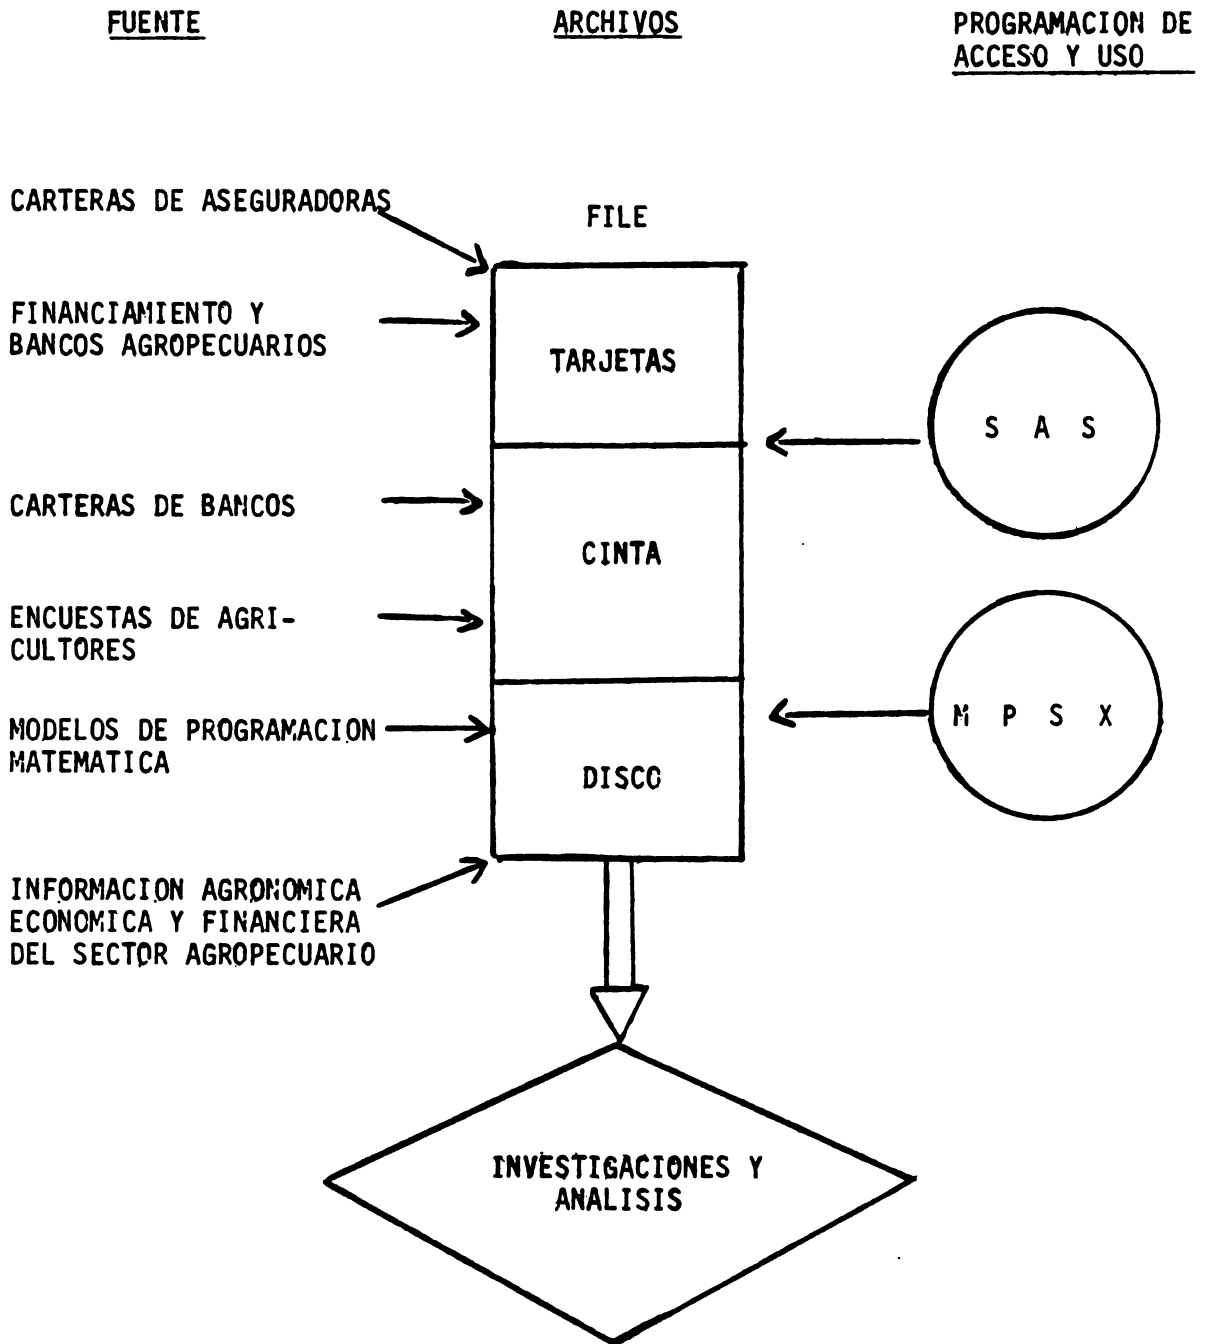 FUENTE
ARCHIVOS
PROGRAMACION DE
ACCESO Y USO
CARTERAS DE ASEGURADORAS
FILE
FINANCIAMIENTO Y
BANCOS AGROPECUARIOS
TARJETAS
S A S
CARTERAS DE BANCOS
CINTA
ENCUESTAS DE AGRI-
CULTORES
MODELOS DE PROGRAMACION
MATEMATICA
M P S X
DISCO
INFORMACION AGRONOMICA
ECONOMICA Y FINANCIERA
DEL SECTOR AGROPECUARIO
INVESTIGACIONES Y
ANALISIS